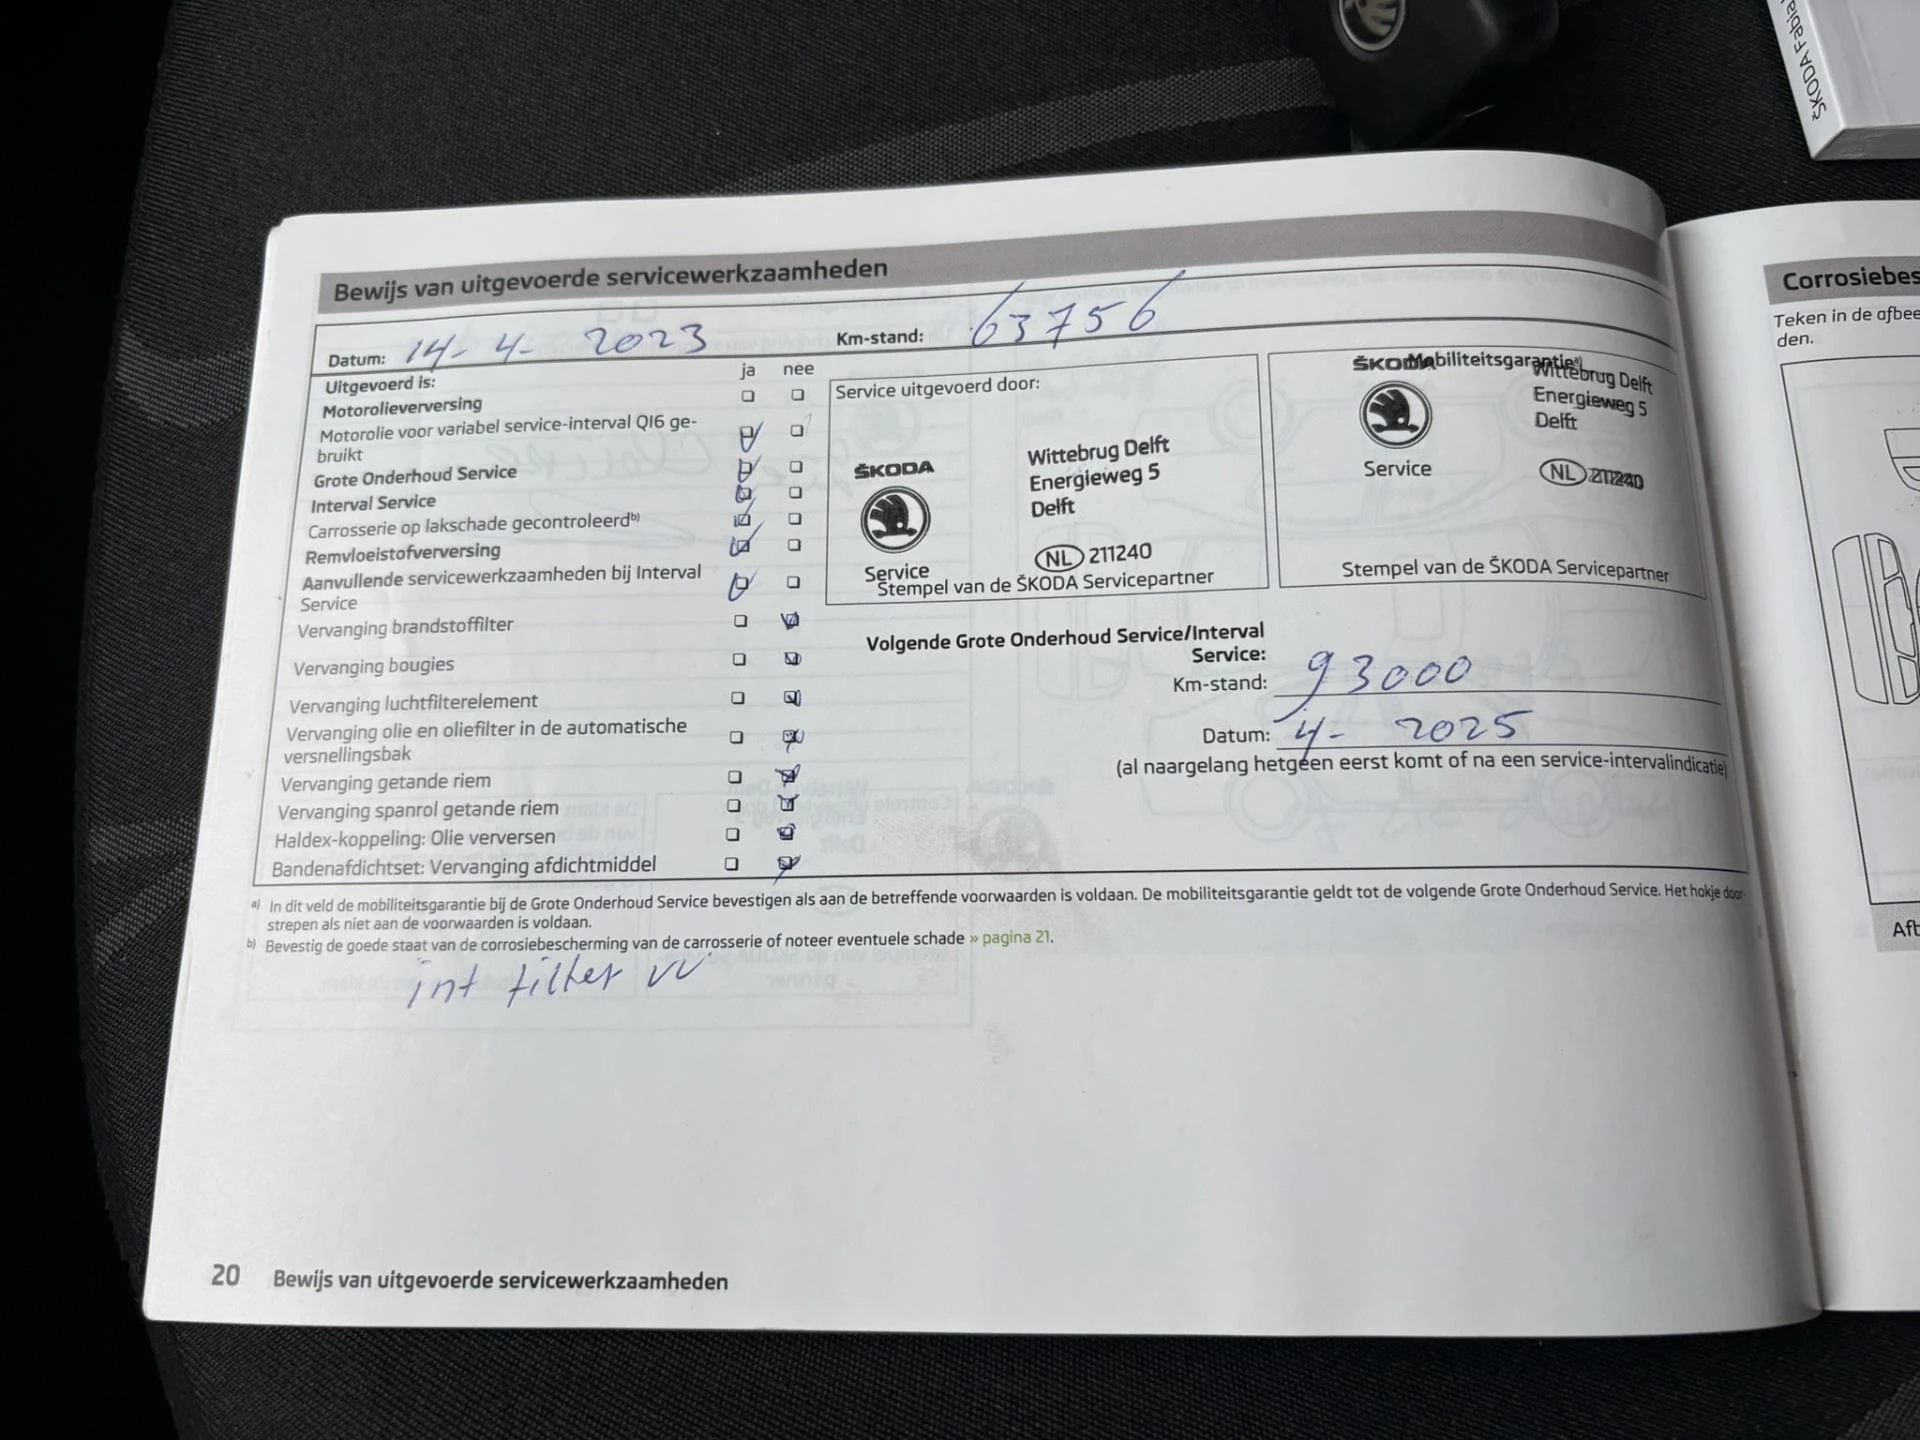 ŠKODA Fabia
Bewijs van uitgevoerde servicewerkzaamheden
Datum: 14-4-2023
Km-stand: 63756
Uitgevoerd is:
ja nee
Motorolieverversing
Motorolie voor variabel service-interval QI6 ge-
bruikt
Grote Onderhoud Service
Interval Service
Carrosserie op lakschade gecontroleerd b)
Remvloeistofverversing
Aanvullende servicewerkzaamheden bij Interval
Service
Vervanging brandstoffilter
Vervanging bougies
Vervanging luchtfilterelement
Vervanging olie en oliefilter in de automatische
versnellingsbak
Vervanging getande riem
Vervanging spanrol getande riem
Haldex-koppeling: Olie verversen
Bandenafdichtset: Vervanging afdichtmiddel
Service uitgevoerd door:
ŠKODA
Service
Wittebrug Delft
Energieweg 5
Delft
NL 211240
Stempel van de ŠKODA Servicepartner
Mobiliteitsgarantie a)
ŠKODA
Service
Wittebrug Delft
Energieweg 5
Delft
NL 211240
Stempel van de ŠKODA Servicepartner
Volgende Grote Onderhoud Service/Interval
Service:
Km-stand: 93000
Datum: 4-2025
(al naargelang hetgeen eerst komt of na een service-intervalindicatie)
a) In dit veld de mobiliteitsgarantie bij de Grote Onderhoud Service bevestigen als aan de betreffende voorwaarden is voldaan. De mobiliteitsgarantie geldt tot de volgende Grote Onderhoud Service. Het hokje door-
strepen als niet aan de voorwaarden is voldaan.
b) Bevestig de goede staat van de corrosiebescherming van de carrosserie of noteer eventuele schade » pagina 21.
int filter VV
20 Bewijs van uitgevoerde servicewerkzaamheden
Corrosiebes
Teken in de afbee
den.
Aft